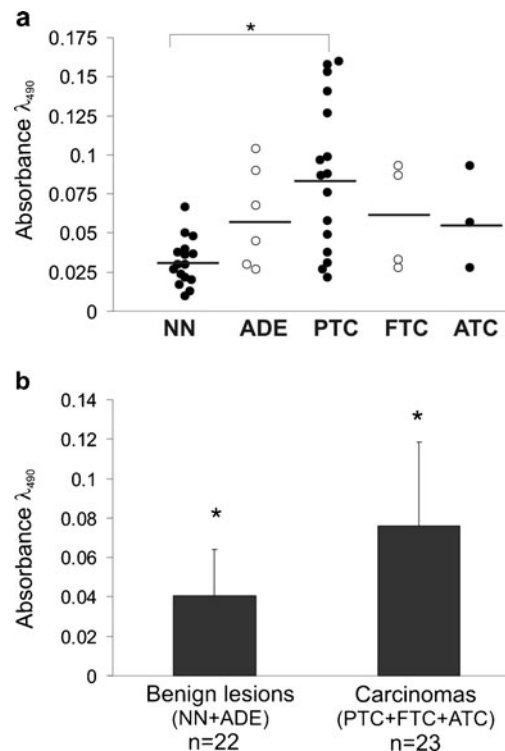 a
*
0.175
0.15
0.125
0.1
0.075
0.050
0.025
0
Absorbance λ490
NN ADE PTC FTC ATC
b
0.14
0.12
0.1
0.08
0.06
0.04
0.02
0
Absorbance λ490
*
*
Benign lesions Carcinomas
(NN+ADE) (PTC+FTC+ATC)
n=22 n=23